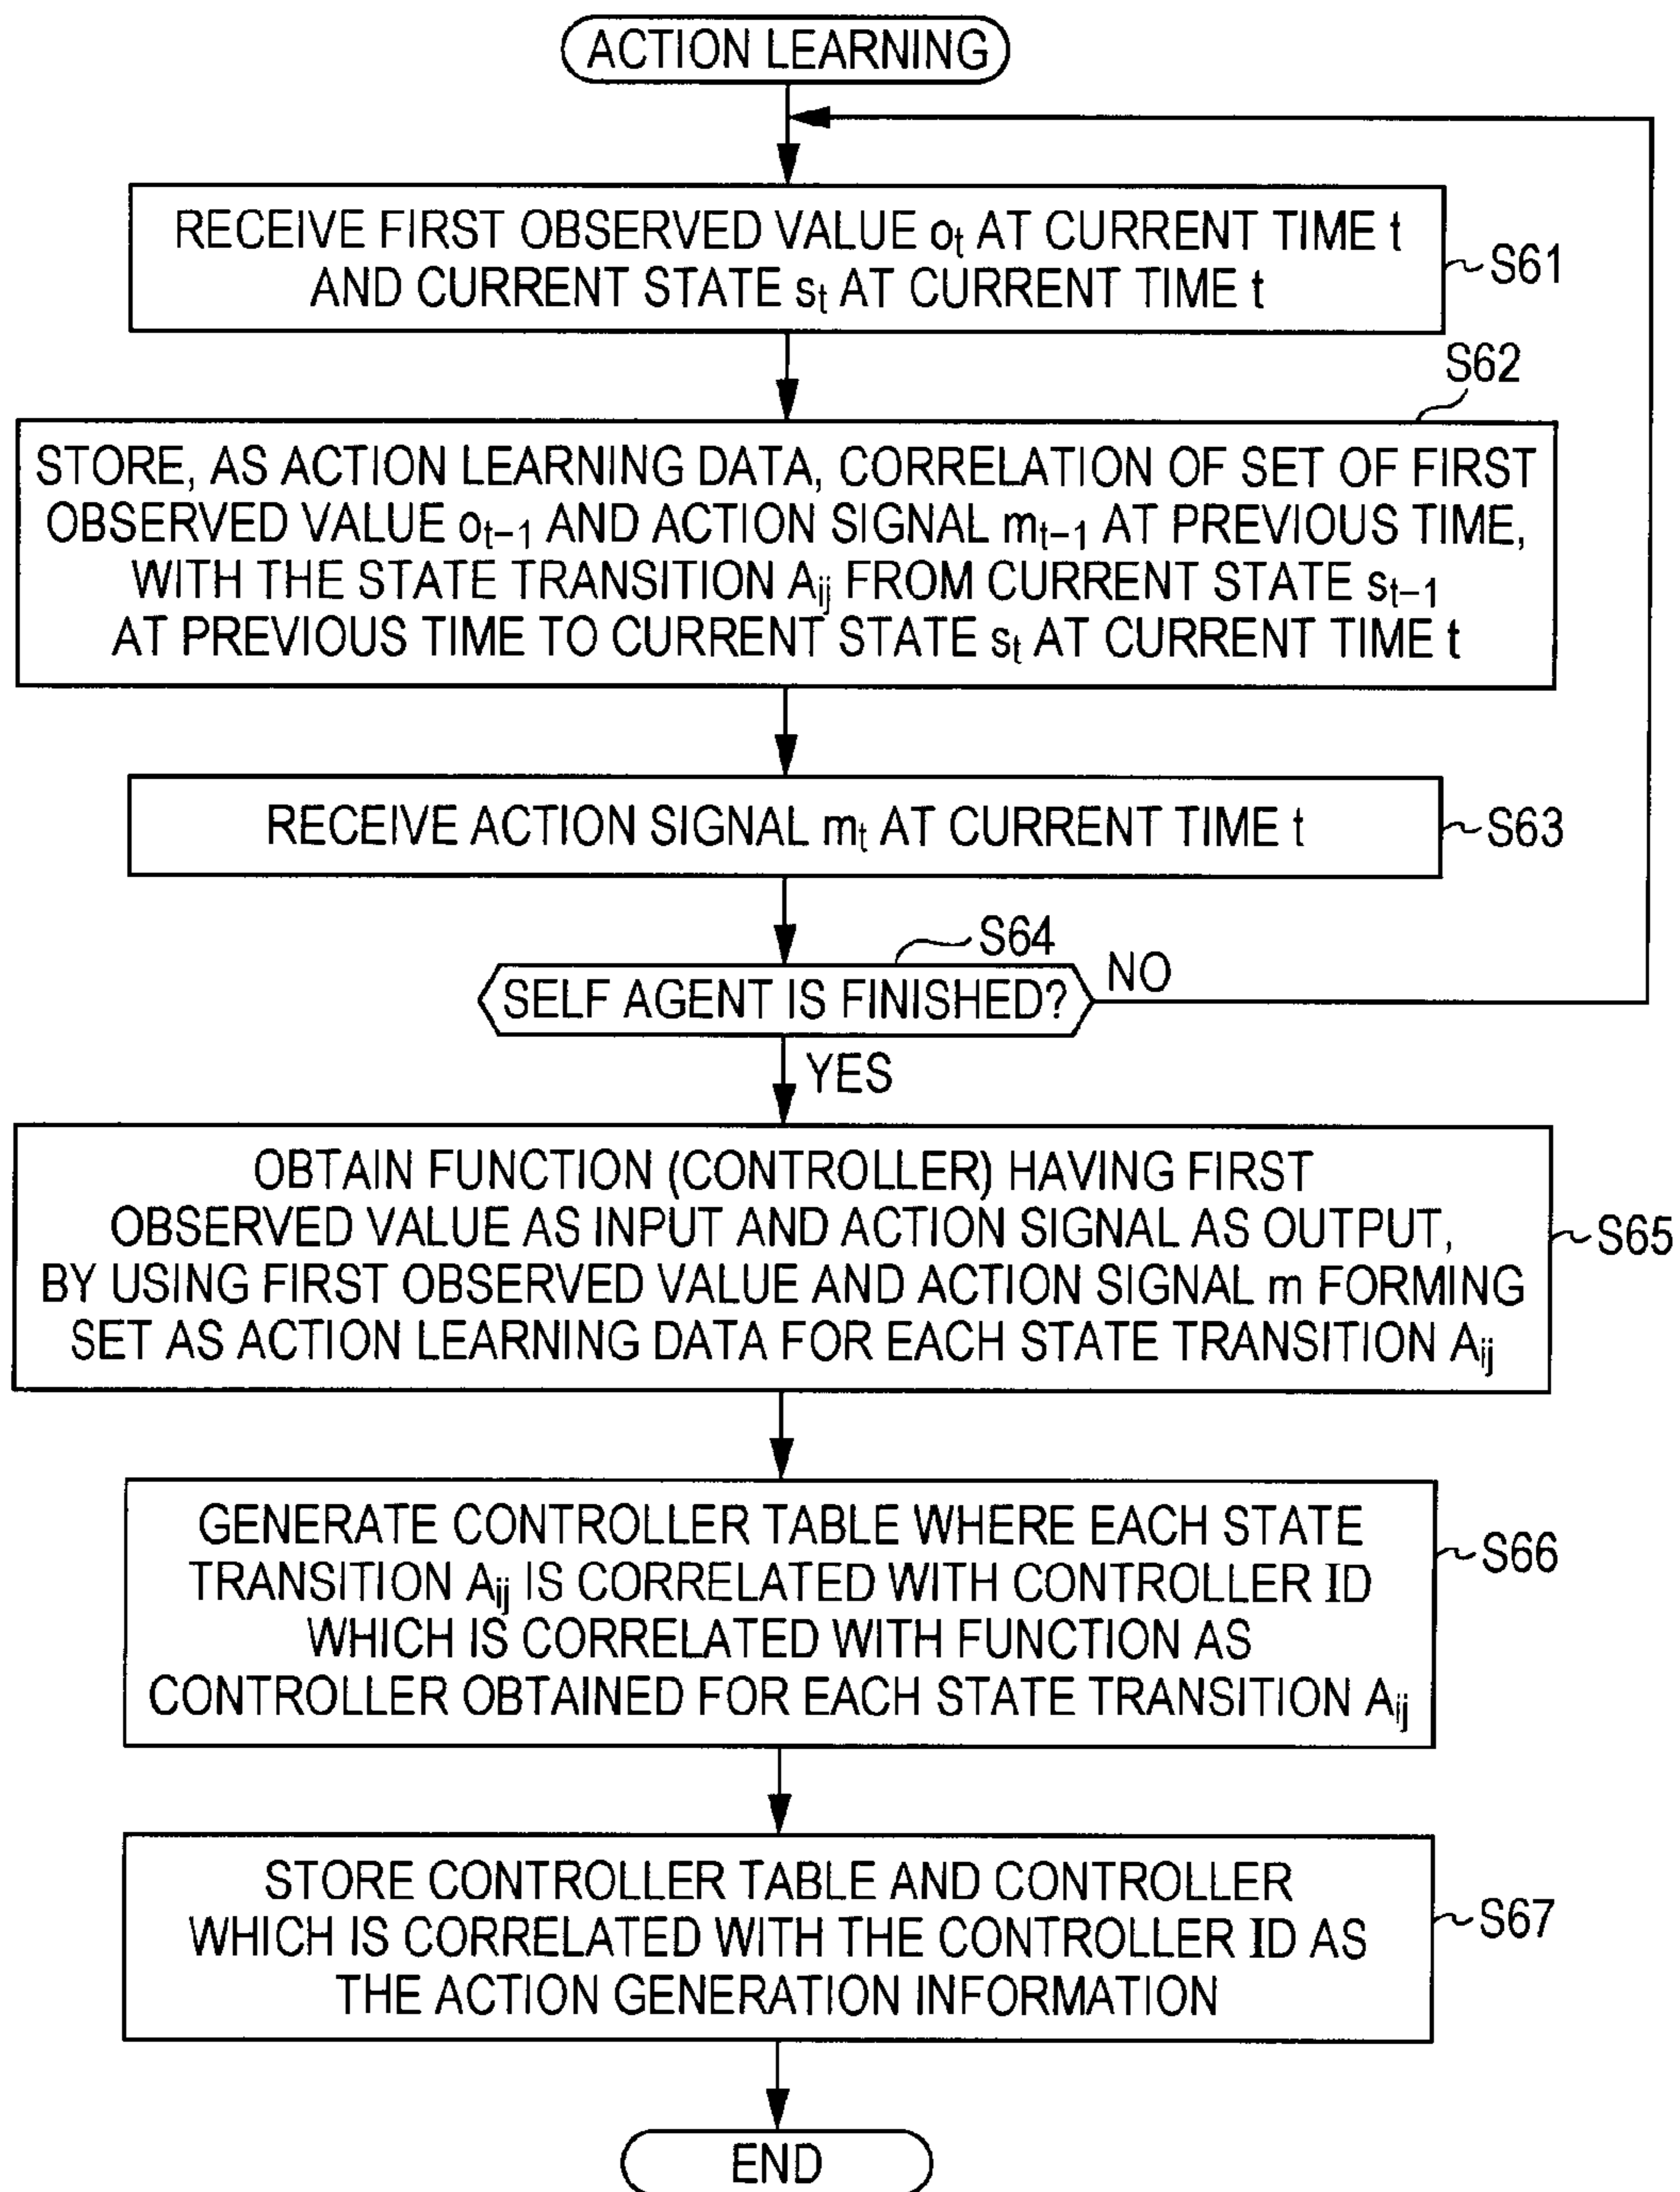 ACTION LEARNING
RECEIVE FIRST OBSERVED VALUE oₜ AT CURRENT TIME t
AND CURRENT STATE sₜ AT CURRENT TIME t
S61
S62
STORE, AS ACTION LEARNING DATA, CORRELATION OF SET OF FIRST
OBSERVED VALUE oₜ₋₁ AND ACTION SIGNAL mₜ₋₁ AT PREVIOUS TIME,
WITH THE STATE TRANSITION Aᵢⱼ FROM CURRENT STATE sₜ₋₁
AT PREVIOUS TIME TO CURRENT STATE sₜ AT CURRENT TIME t
RECEIVE ACTION SIGNAL mₜ AT CURRENT TIME t
S63
S64
SELF AGENT IS FINISHED?
NO
YES
OBTAIN FUNCTION (CONTROLLER) HAVING FIRST
OBSERVED VALUE AS INPUT AND ACTION SIGNAL AS OUTPUT,
BY USING FIRST OBSERVED VALUE AND ACTION SIGNAL m FORMING
SET AS ACTION LEARNING DATA FOR EACH STATE TRANSITION Aᵢⱼ
S65
GENERATE CONTROLLER TABLE WHERE EACH STATE
TRANSITION Aᵢⱼ IS CORRELATED WITH CONTROLLER ID
WHICH IS CORRELATED WITH FUNCTION AS
CONTROLLER OBTAINED FOR EACH STATE TRANSITION Aᵢⱼ
S66
STORE CONTROLLER TABLE AND CONTROLLER
WHICH IS CORRELATED WITH THE CONTROLLER ID AS
THE ACTION GENERATION INFORMATION
S67
END